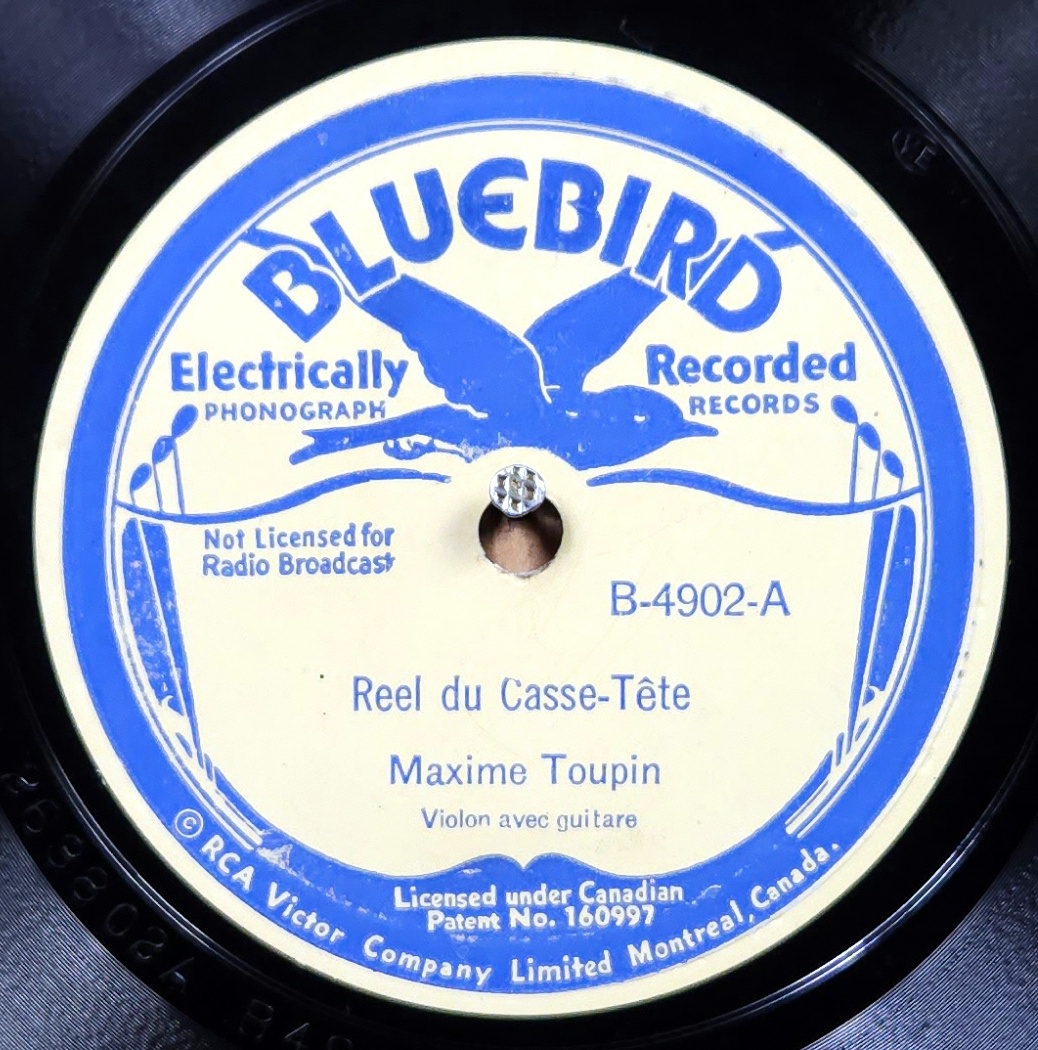 BLUEBIRD
Electrically Recorded
PHONOGRAPH RECORDS
Not Licensed for
Radio Broadcast
B-4902-A
Reel du Casse-Tête
Maxime Toupin
Violon avec guitare
Licensed under Canadian
Patent No. 160997
© RCA Victor Company Limited Montreal, Canada.